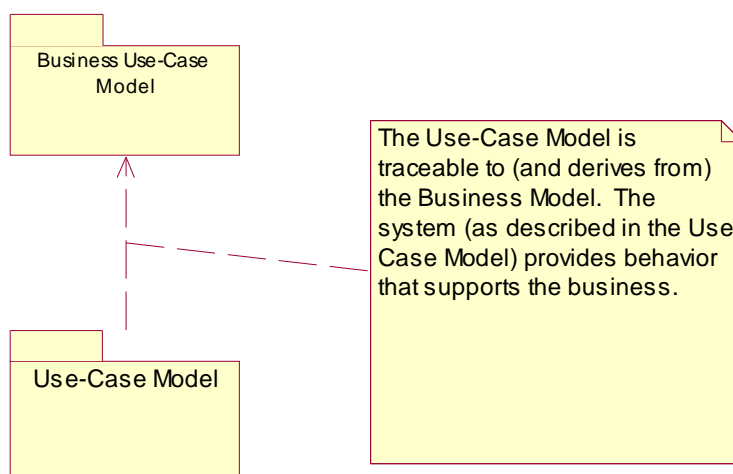 Business Use-Case
Model
The Use-Case Model is
traceable to (and derives from)
the Business Model. The
system (as described in the Use
Case Model) provides behavior
that supports the business.
Use-Case Model